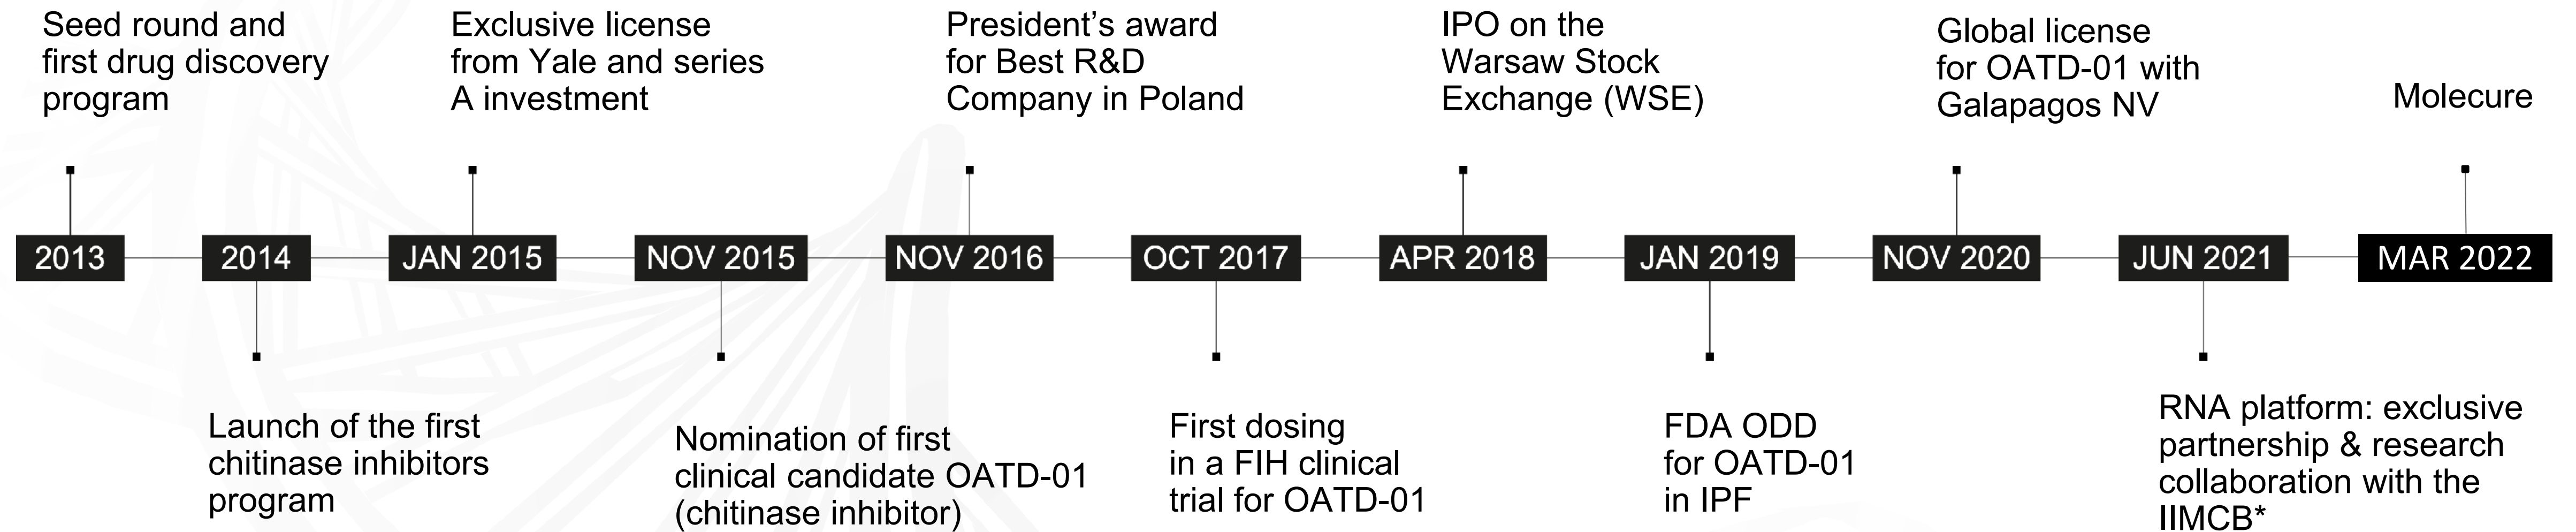 Seed round and
first drug discovery
program
Exclusive license
from Yale and series
A investment
President’s award
for Best R&D
Company in Poland
IPO on the
Warsaw Stock
Exchange (WSE)
Global license
for OATD-01 with
Galapagos NV
Molecure
2013
2014
JAN 2015
NOV 2015
NOV 2016
OCT 2017
APR 2018
JAN 2019
NOV 2020
JUN 2021
MAR 2022
Launch of the first
chitinase inhibitors
program
Nomination of first
clinical candidate OATD-01
(chitinase inhibitor)
First dosing
in a FIH clinical
trial for OATD-01
FDA ODD
for OATD-01
in IPF
RNA platform: exclusive
partnership & research
collaboration with the
IIMCB*